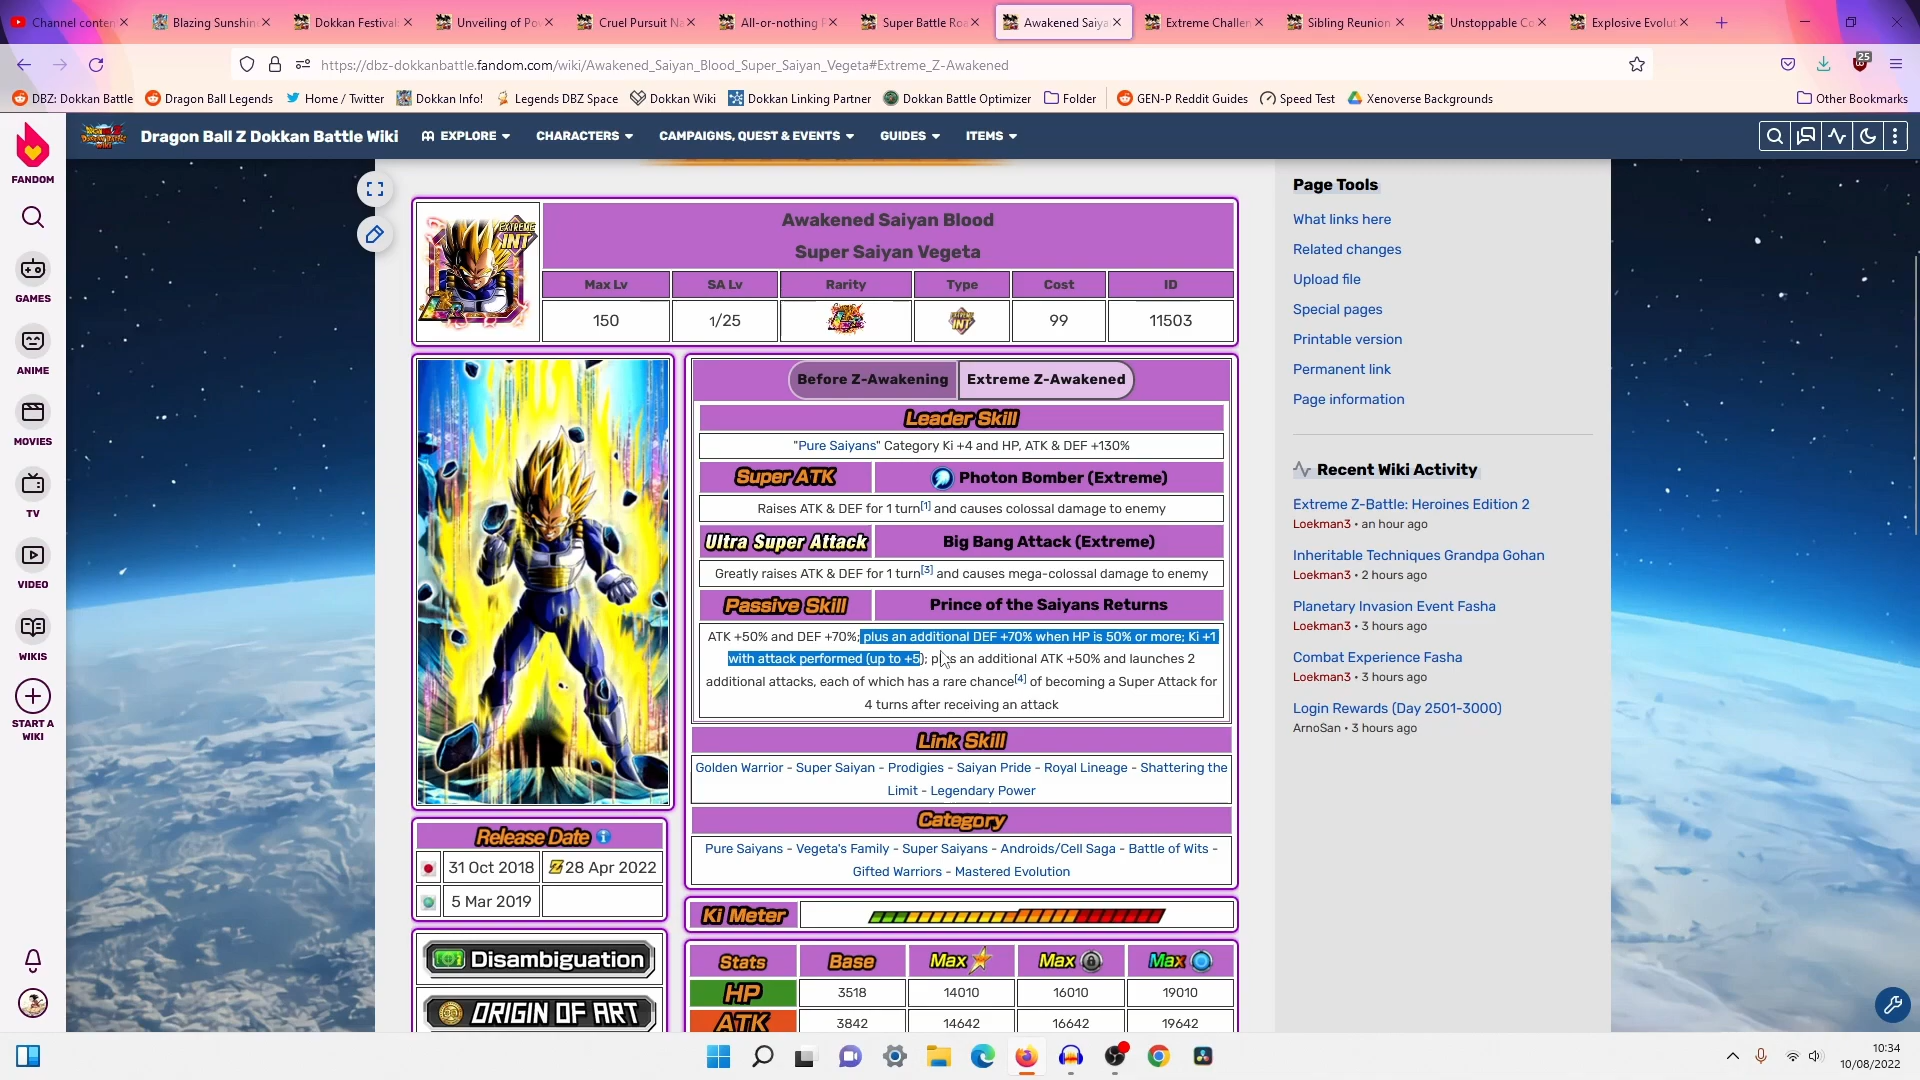 Channel conten
Blazing Sunshin
Dokkan Festival
Unveiling of Po
Cruel Pursuit Na
All-or-nothing F
Super Battle Roa
Awakened Saiya
Extreme Challen
Sibling Reunion
Unstoppable Co
Explosive Evolut
https://dbz-dokkanbattle.fandom.com/wiki/Awakened_Saiyan_Blood_Super_Saiyan_Vegeta#Extreme_Z-Awakened
25
DBZ: Dokkan Battle
Dragon Ball Legends
Home / Twitter
Dokkan Info!
Legends DBZ Space
Dokkan Wiki
Dokkan Linking Partner
Dokkan Battle Optimizer
Folder
GEN-P Reddit Guides
Speed Test
Xenoverse Backgrounds
Other Bookmarks
Dragon Ball Z Dokkan Battle Wiki
EXPLORE
CHARACTERS
CAMPAIGNS, QUEST & EVENTS
GUIDES
ITEMS
FANDOM
GAMES
ANIME
MOVIES
TV
VIDEO
WIKIS
START A
WIKI
EXTREME
INT
Awakened Saiyan Blood
Super Saiyan Vegeta
Max Lv
SA Lv
Rarity
Type
Cost
ID
150
1/25
EXTREME
INT
99
11503
Before Z-Awakening
Extreme Z-Awakened
Leader Skill
"Pure Saiyans" Category Ki +4 and HP, ATK & DEF +130%
Super ATK
Photon Bomber (Extreme)
Raises ATK & DEF for 1 turn[1] and causes colossal damage to enemy
Ultra Super Attack
Big Bang Attack (Extreme)
Greatly raises ATK & DEF for 1 turn[3] and causes mega-colossal damage to enemy
Passive Skill
Prince of the Saiyans Returns
ATK +50% and DEF +70%; plus an additional DEF +70% when HP is 50% or more; Ki +1
with attack performed (up to +5); plus an additional ATK +50% and launches 2
additional attacks, each of which has a rare chance[4] of becoming a Super Attack for
4 turns after receiving an attack
Link Skill
Golden Warrior - Super Saiyan - Prodigies - Saiyan Pride - Royal Lineage - Shattering the
Limit - Legendary Power
Category
Pure Saiyans - Vegeta's Family - Super Saiyans - Androids/Cell Saga - Battle of Wits -
Gifted Warriors - Mastered Evolution
Ki Meter
Stats
Base
Max
Max
Max
HP
3518
14010
16010
19010
ATK
3842
14642
16642
19642
Release Date
31 Oct 2018
Z 28 Apr 2022
5 Mar 2019
Disambiguation
ORIGIN OF ART
Page Tools
What links here
Related changes
Upload file
Special pages
Printable version
Permanent link
Page information
Recent Wiki Activity
Extreme Z-Battle: Heroines Edition 2
Loekman3 • an hour ago
Inheritable Techniques Grandpa Gohan
Loekman3 • 2 hours ago
Planetary Invasion Event Fasha
Loekman3 • 3 hours ago
Combat Experience Fasha
Loekman3 • 3 hours ago
Login Rewards (Day 2501-3000)
ArnoSan • 3 hours ago
10:34
10/08/2022